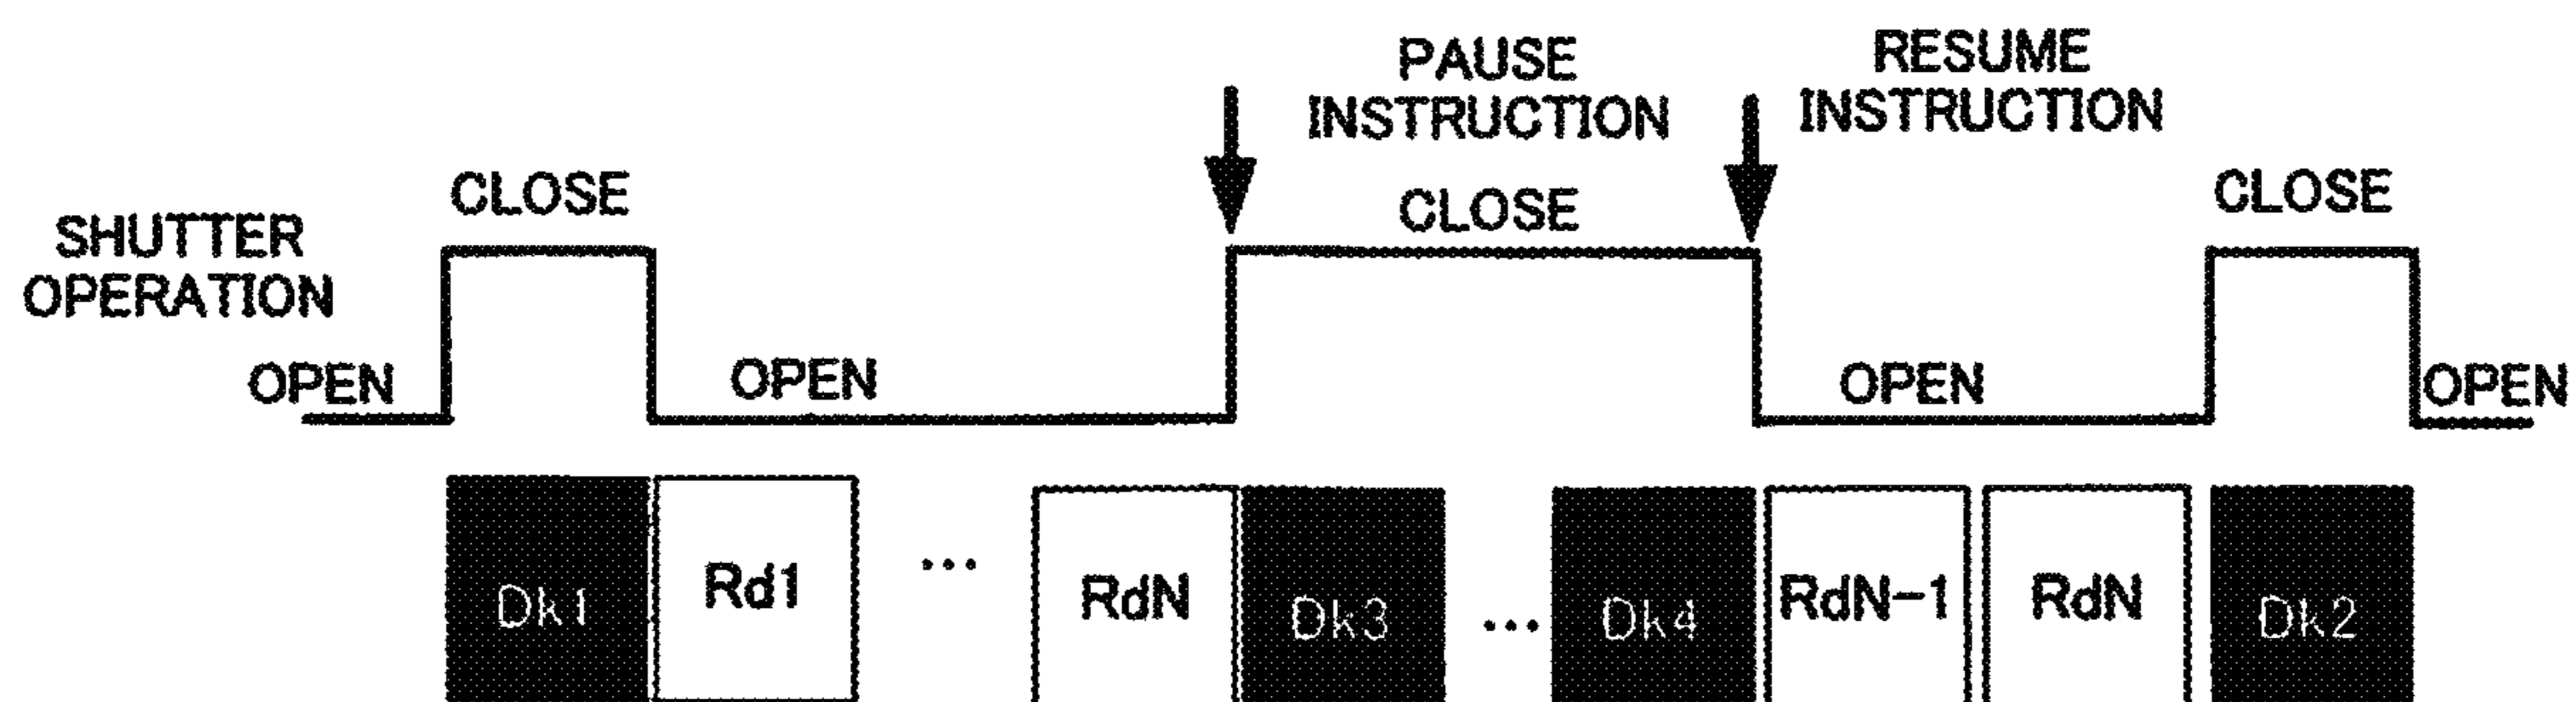 PAUSE
INSTRUCTION
RESUME
INSTRUCTION
CLOSE
CLOSE
CLOSE
SHUTTER
OPERATION
OPEN
OPEN
OPEN
OPEN
Dk1
Rd1
...
RdN
Dk3
...
Dk4
RdN-1
RdN
Dk2